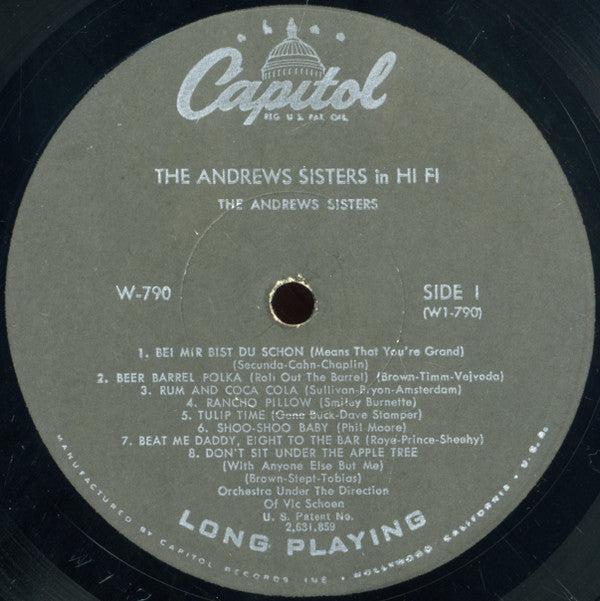 Capitol
REG. U.S. PAT. OFF.
THE ANDREWS SISTERS in HI FI
THE ANDREWS SISTERS
W-790
SIDE 1
(W1-790)
1. BEI MIR BIST DU SCHON (Means That You're Grand)
(Secunda-Cahn-Chaplin)
2. BEER BARREL POLKA (Roll Out The Barrel) (Brown-Timm-Vejvoda)
3. RUM AND COCA COLA (Sullivan-Bryon-Amsterdam)
4. RANCHO PILLOW (Smiley Burnette)
5. TULIP TIME (Gene Buck-Dave Stamper)
6. SHOO-SHOO BABY (Phil Moore)
7. BEAT ME DADDY, EIGHT TO THE BAR (Raye-Prince-Sheehy)
8. DON'T SIT UNDER THE APPLE TREE
(With Anyone Else But Me)
(Brown-Stept-Tobias)
Orchestra Under The Direction
Of Vic Schoen
U. S. Patent No.
2,631,859
LONG PLAYING
MANUFACTURED BY CAPITOL RECORDS, INC. • HOLLYWOOD, CALIFORNIA • U.S.A.